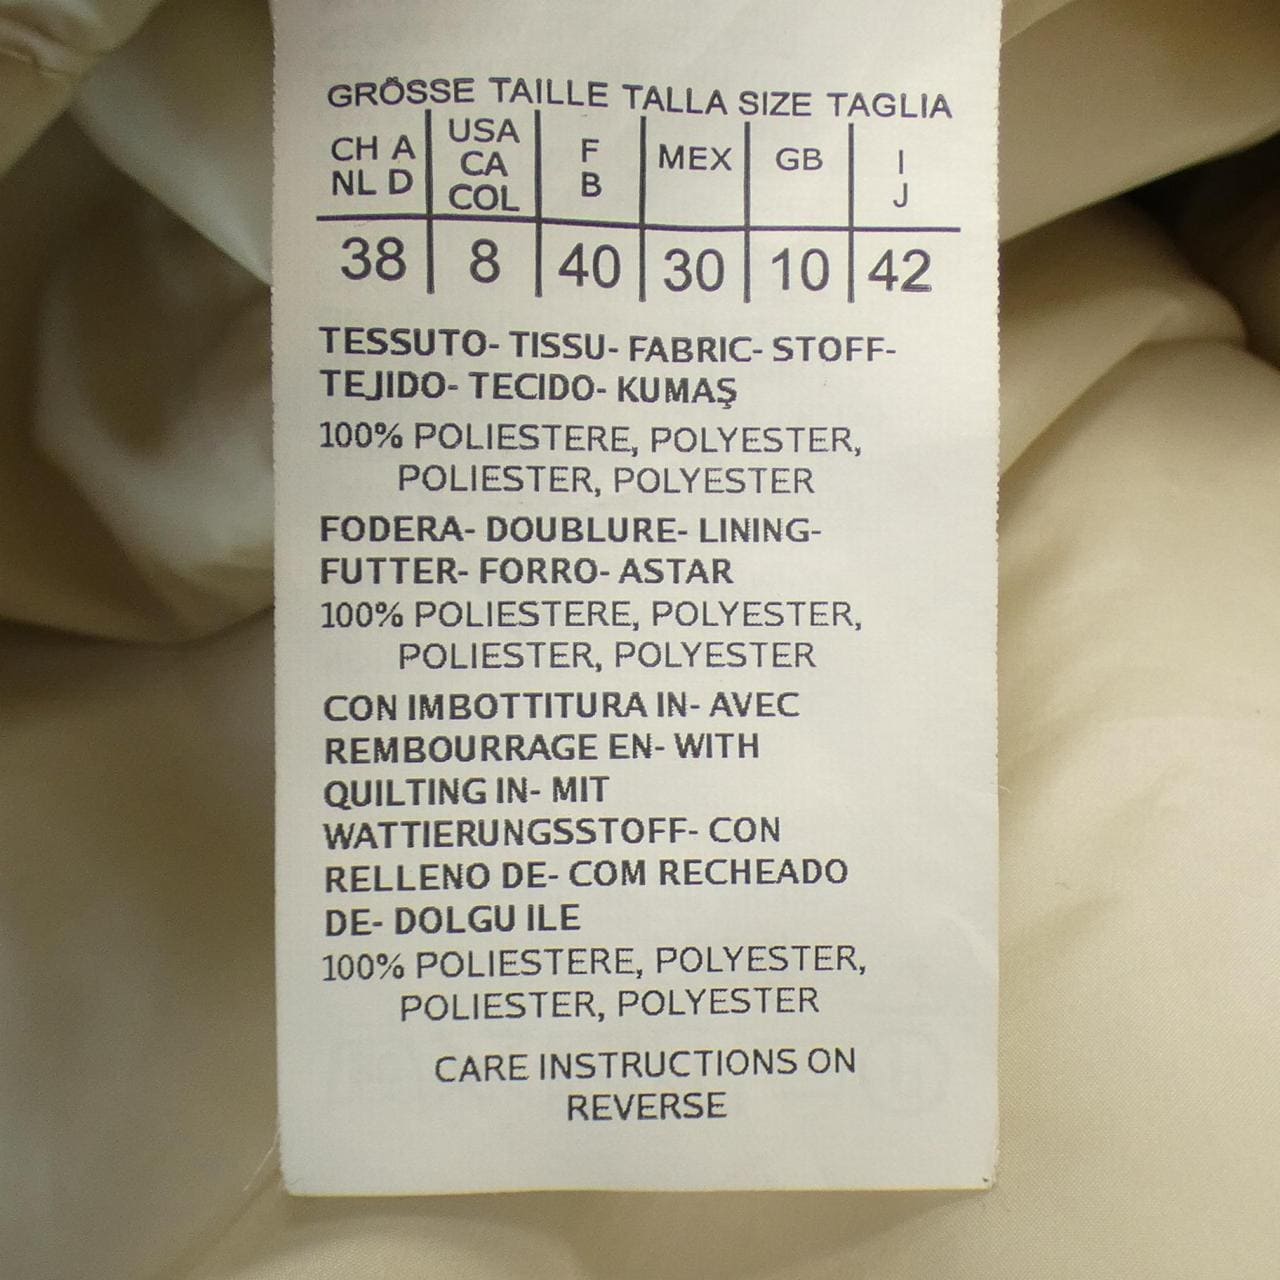 GRÖSSE TAILLE TALLA SIZE TAGLIA
CH A NL D | USA CA COL | F B | MEX | GB | I J
38 | 8 | 40 | 30 | 10 | 42
TESSUTO- TISSU- FABRIC- STOFF-
TEJIDO- TECIDO- KUMAŞ
100% POLIESTERE, POLYESTER,
POLIESTER, POLYESTER
FODERA- DOUBLURE- LINING-
FUTTER- FORRO- ASTAR
100% POLIESTERE, POLYESTER,
POLIESTER, POLYESTER
CON IMBOTTITURA IN- AVEC
REMBOURRAGE EN- WITH
QUILTING IN- MIT
WATTIERUNGSSTOFF- CON
RELLENO DE- COM RECHEADO
DE- DOLGU ILE
100% POLIESTERE, POLYESTER,
POLIESTER, POLYESTER
CARE INSTRUCTIONS ON
REVERSE